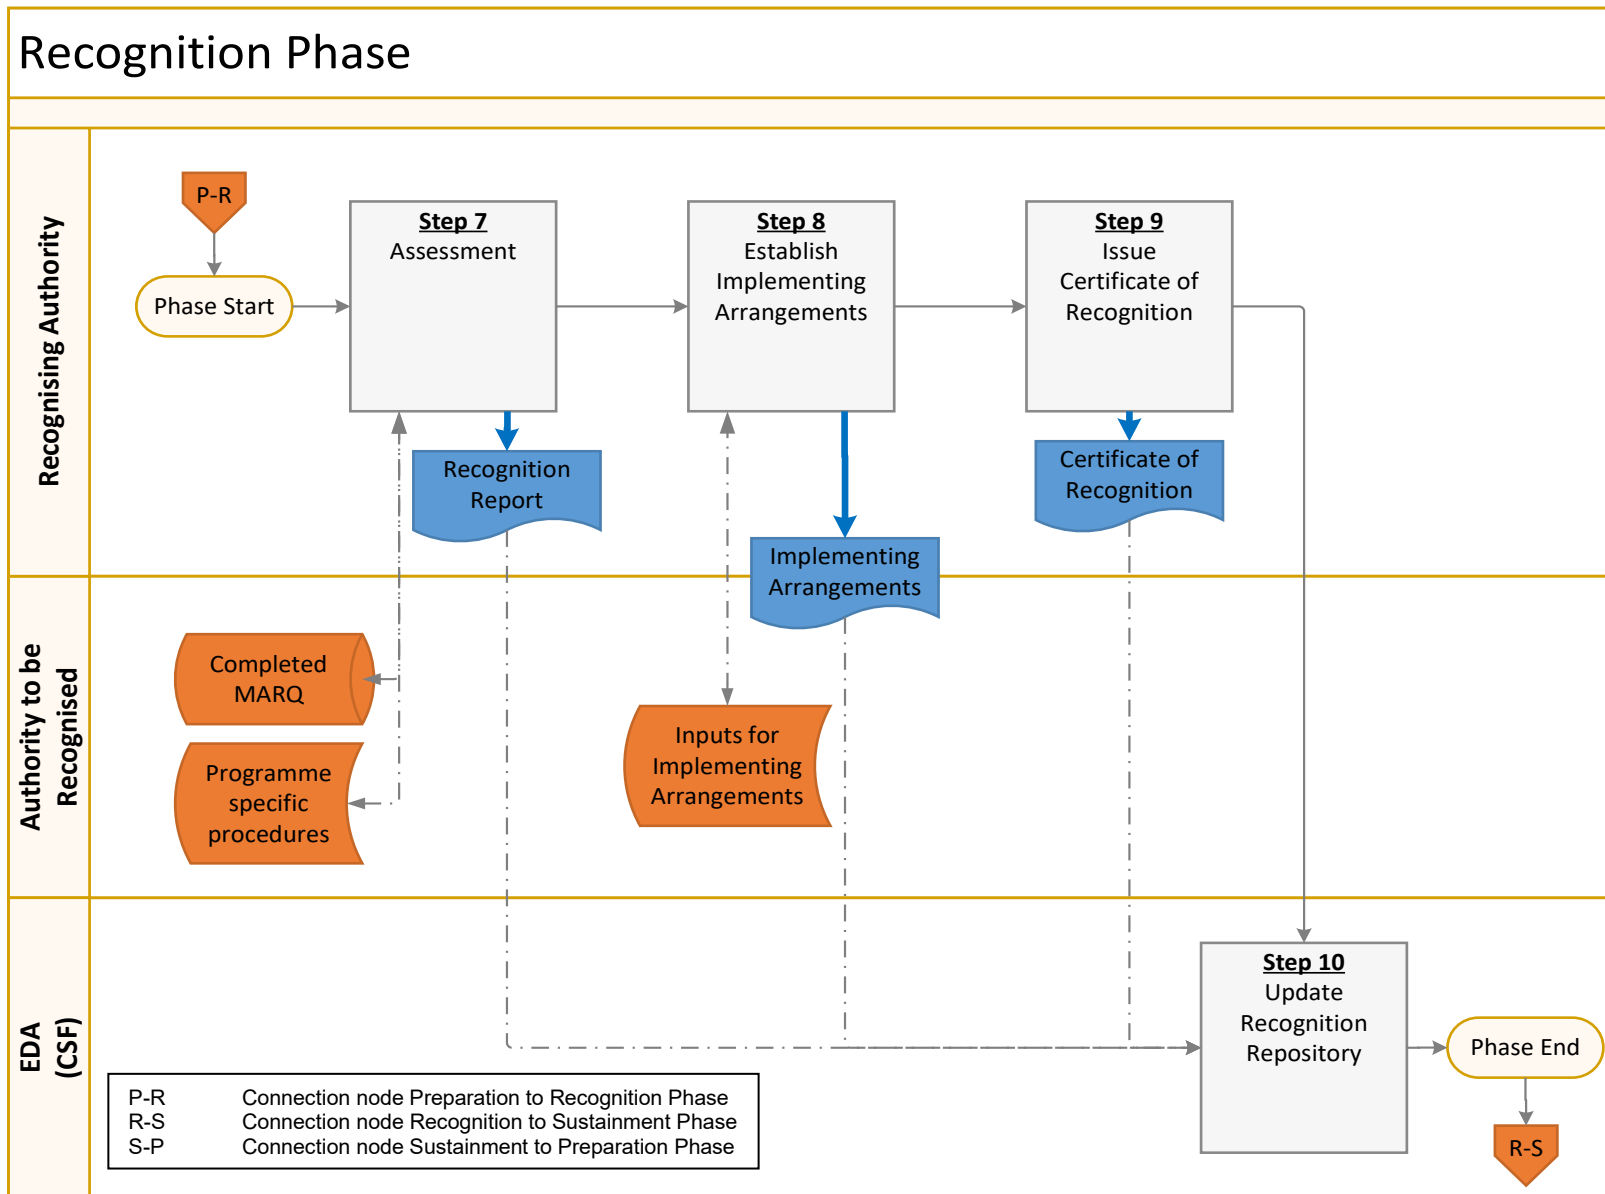 Recognition Phase
Recognising Authority
P-R
Phase Start
Step 7
Assessment
Step 8
Establish
Implementing
Arrangements
Step 9
Issue
Certificate of
Recognition
Recognition
Report
Implementing
Arrangements
Certificate of
Recognition
Authority to be
Recognised
Completed
MARQ
Programme
specific
procedures
Inputs for
Implementing
Arrangements
EDA
(CSF)
Step 10
Update
Recognition
Repository
Phase End
R-S
P-R Connection node Preparation to Recognition Phase
R-S Connection node Recognition to Sustainment Phase
S-P Connection node Sustainment to Preparation Phase